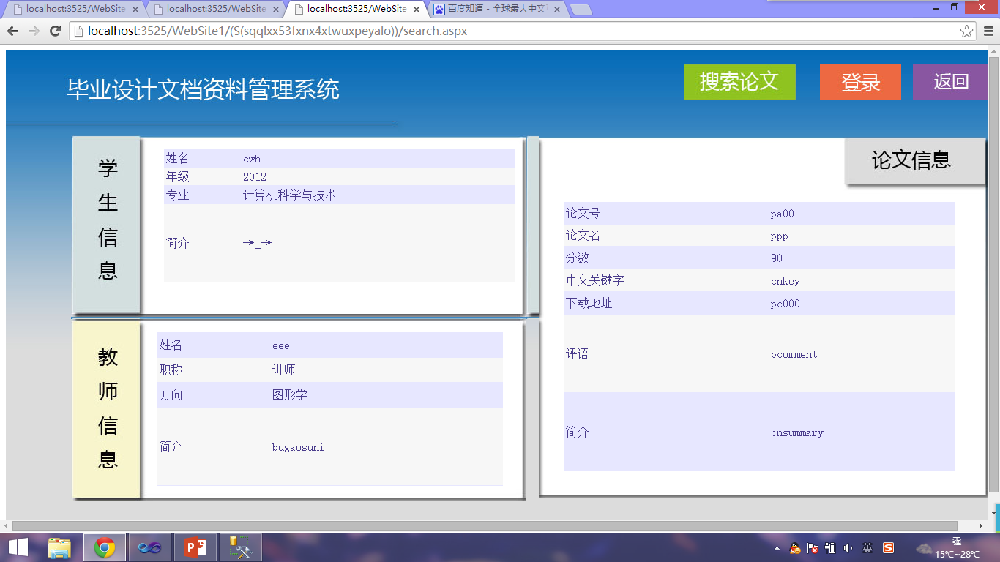 localhost:3525/WebSite
localhost:3525/WebSite
localhost:3525/WebSite
百度知道 - 全球最大中文
localhost:3525/WebSite1/(S(sqqlxx53fxnx4xtwuxpeyalo))/search.aspx
毕业设计文档资料管理系统
搜索论文
登录
返回
学生信息
姓名 cwh
年级 2012
专业 计算机科学与技术
简介 →_→
教师信息
姓名 eee
职称 讲师
方向 图形学
简介 bugaosuni
论文信息
论文号 pa00
论文名 ppp
分数 90
中文关键字 cnkey
下载地址 pc000
评语 pcomment
简介 cnsummary
英
霾
15℃~28℃